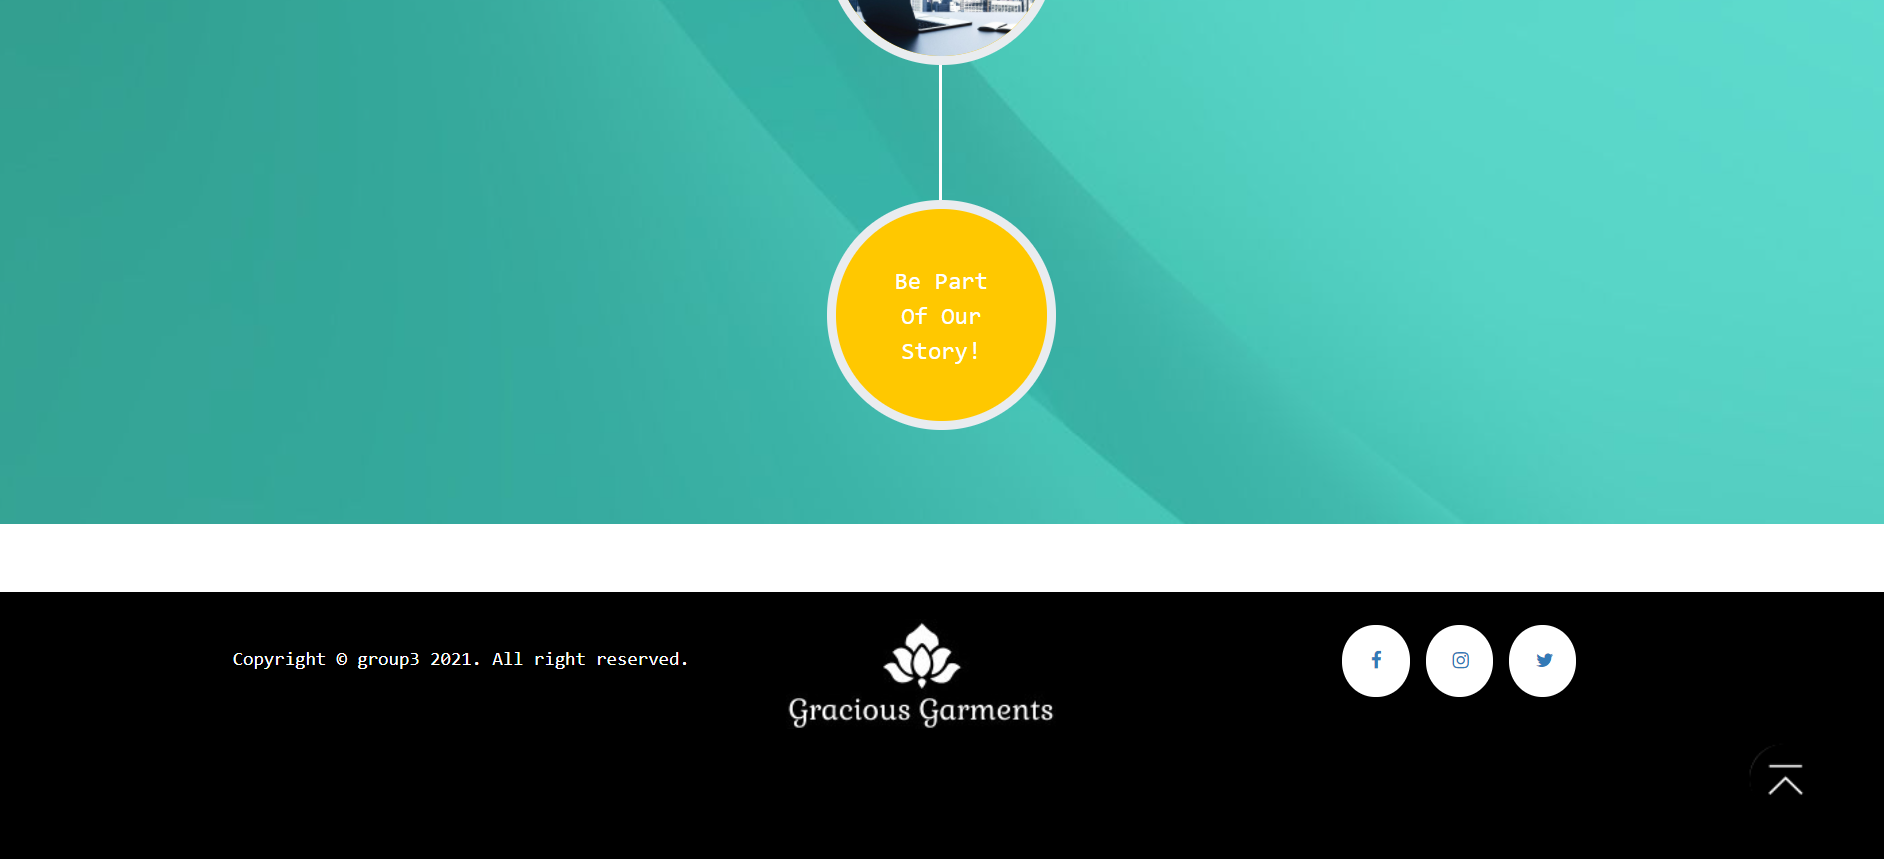 Be Part
Of Our
Story!
Copyright © group3 2021. All right reserved.
Gracious Garments